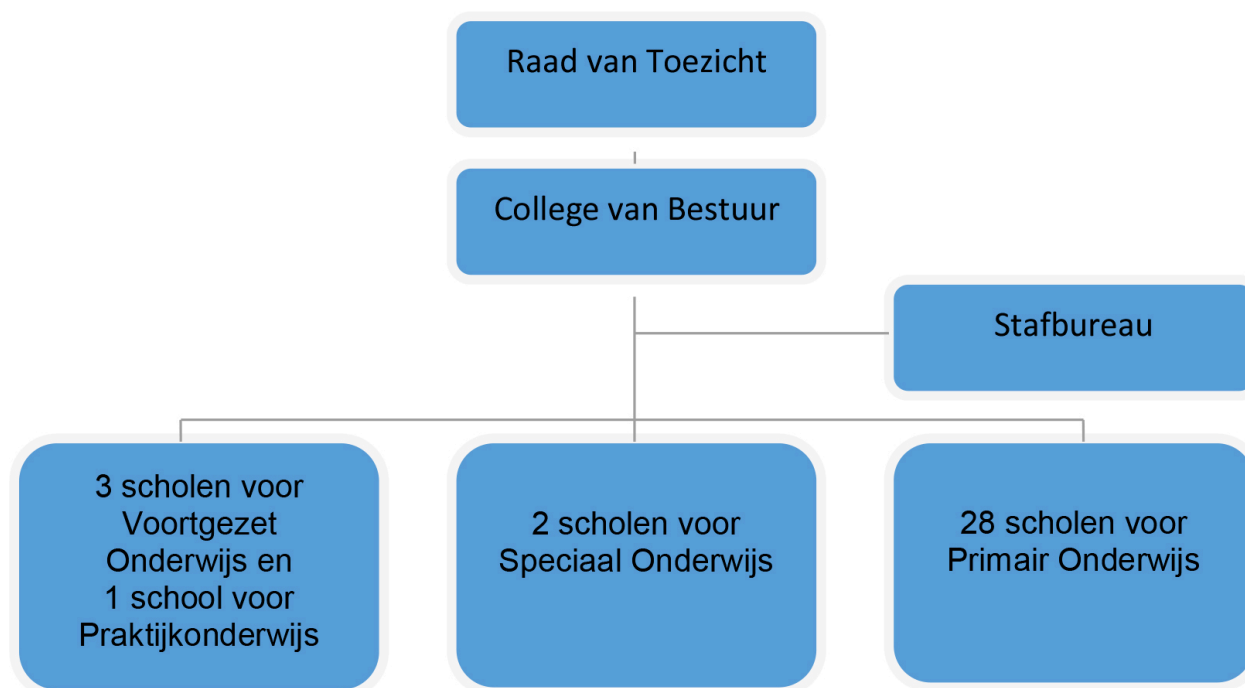 Raad van Toezicht
College van Bestuur
Stafbureau
3 scholen voor
Voortgezet
Onderwijs en
1 school voor
Praktijkonderwijs
2 scholen voor
Speciaal Onderwijs
28 scholen voor
Primair Onderwijs